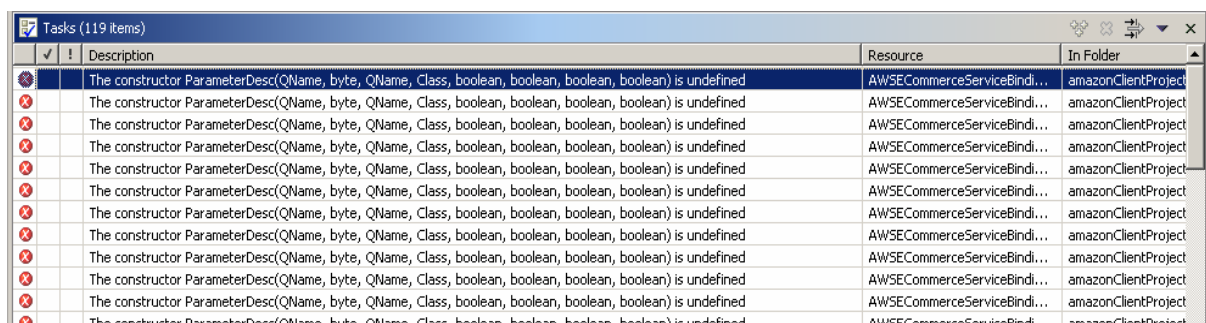 Tasks (119 items)
! Description Resource In Folder
The constructor ParameterDesc(QName, byte, QName, Class, boolean, boolean, boolean, boolean) is undefined AWSECommerceServiceBindi... amazonClientProject
The constructor ParameterDesc(QName, byte, QName, Class, boolean, boolean, boolean, boolean) is undefined AWSECommerceServiceBindi... amazonClientProject
The constructor ParameterDesc(QName, byte, QName, Class, boolean, boolean, boolean, boolean) is undefined AWSECommerceServiceBindi... amazonClientProject
The constructor ParameterDesc(QName, byte, QName, Class, boolean, boolean, boolean, boolean) is undefined AWSECommerceServiceBindi... amazonClientProject
The constructor ParameterDesc(QName, byte, QName, Class, boolean, boolean, boolean, boolean) is undefined AWSECommerceServiceBindi... amazonClientProject
The constructor ParameterDesc(QName, byte, QName, Class, boolean, boolean, boolean, boolean) is undefined AWSECommerceServiceBindi... amazonClientProject
The constructor ParameterDesc(QName, byte, QName, Class, boolean, boolean, boolean, boolean) is undefined AWSECommerceServiceBindi... amazonClientProject
The constructor ParameterDesc(QName, byte, QName, Class, boolean, boolean, boolean, boolean) is undefined AWSECommerceServiceBindi... amazonClientProject
The constructor ParameterDesc(QName, byte, QName, Class, boolean, boolean, boolean, boolean) is undefined AWSECommerceServiceBindi... amazonClientProject
The constructor ParameterDesc(QName, byte, QName, Class, boolean, boolean, boolean, boolean) is undefined AWSECommerceServiceBindi... amazonClientProject
The constructor ParameterDesc(QName, byte, QName, Class, boolean, boolean, boolean, boolean) is undefined AWSECommerceServiceBindi... amazonClientProject